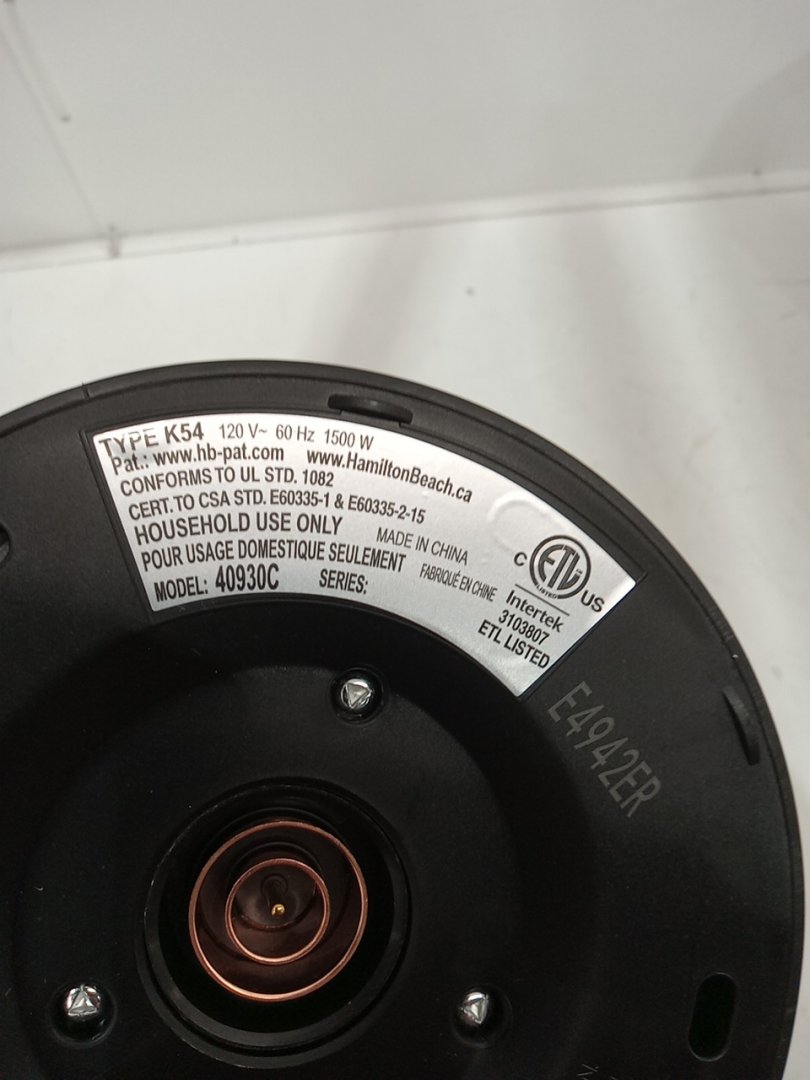 TYPE K54 120 V~ 60 Hz 1500 W
Pat.: www.hb-pat.com www.HamiltonBeach.ca
CONFORMS TO UL STD. 1082
CERT. TO CSA STD. E60335-1 & E60335-2-15
HOUSEHOLD USE ONLY MADE IN CHINA
POUR USAGE DOMESTIQUE SEULEMENT FABRIQUÉ EN CHINE
MODEL: 40930C SERIES:
C ETL US
LISTED
Intertek
3103807
ETL LISTED
E4942ER